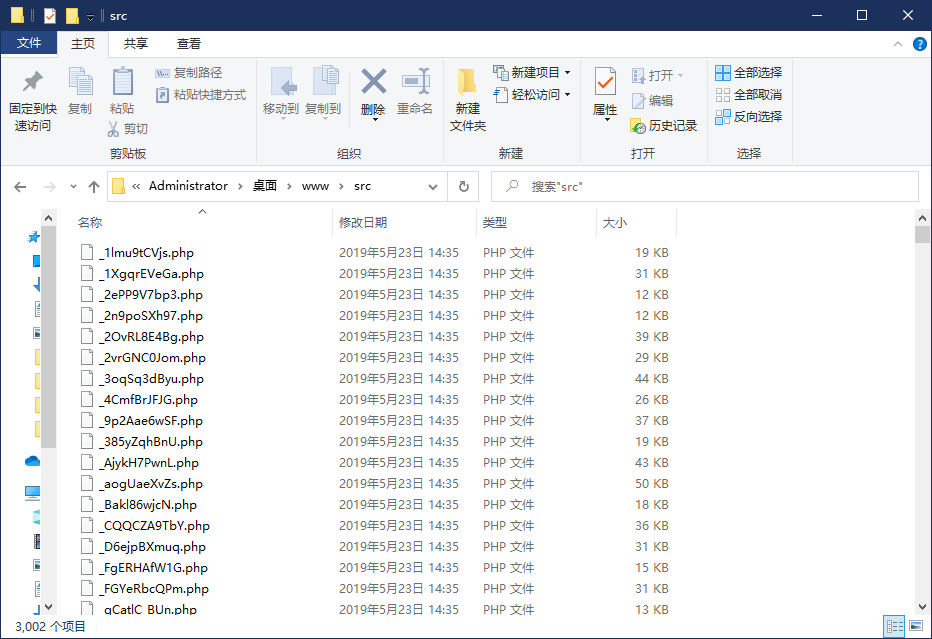 src
文件 主页 共享 查看
固定到快速访问 复制 粘贴 复制路径 粘贴快捷方式 剪切
移动到 复制到 删除 重命名
新建文件夹 新建项目 轻松访问
属性 打开 编辑 历史记录
全部选择 全部取消 反向选择
剪贴板 组织 新建 打开 选择
« Administrator › 桌面 › www › src 搜索"src"
名称 修改日期 类型 大小
_1lmu9tCVjs.php 2019年5月23日 14:35 PHP 文件 19 KB
_1XgqrEVeGa.php 2019年5月23日 14:35 PHP 文件 31 KB
_2ePP9V7bp3.php 2019年5月23日 14:35 PHP 文件 12 KB
_2n9poSXh97.php 2019年5月23日 14:35 PHP 文件 12 KB
_2OvRL8E4Bg.php 2019年5月23日 14:35 PHP 文件 39 KB
_2vrGNC0Jom.php 2019年5月23日 14:35 PHP 文件 29 KB
_3oqSq3dByu.php 2019年5月23日 14:35 PHP 文件 44 KB
_4CmfBrJFJG.php 2019年5月23日 14:35 PHP 文件 26 KB
_9p2Aae6wSF.php 2019年5月23日 14:35 PHP 文件 37 KB
_385yZqhBnU.php 2019年5月23日 14:35 PHP 文件 19 KB
_AjykH7PwnL.php 2019年5月23日 14:35 PHP 文件 43 KB
_aogUaeXvZs.php 2019年5月23日 14:35 PHP 文件 50 KB
_Bakl86wjcN.php 2019年5月23日 14:35 PHP 文件 18 KB
_CQQCZA9TbY.php 2019年5月23日 14:35 PHP 文件 36 KB
_D6ejpBXmuq.php 2019年5月23日 14:35 PHP 文件 31 KB
_FgERHAfW1G.php 2019年5月23日 14:35 PHP 文件 15 KB
_FGYeRbcQPm.php 2019年5月23日 14:35 PHP 文件 31 KB
2019年5月23日 14:35 PHP 文件 13 KB
3,002 个项目